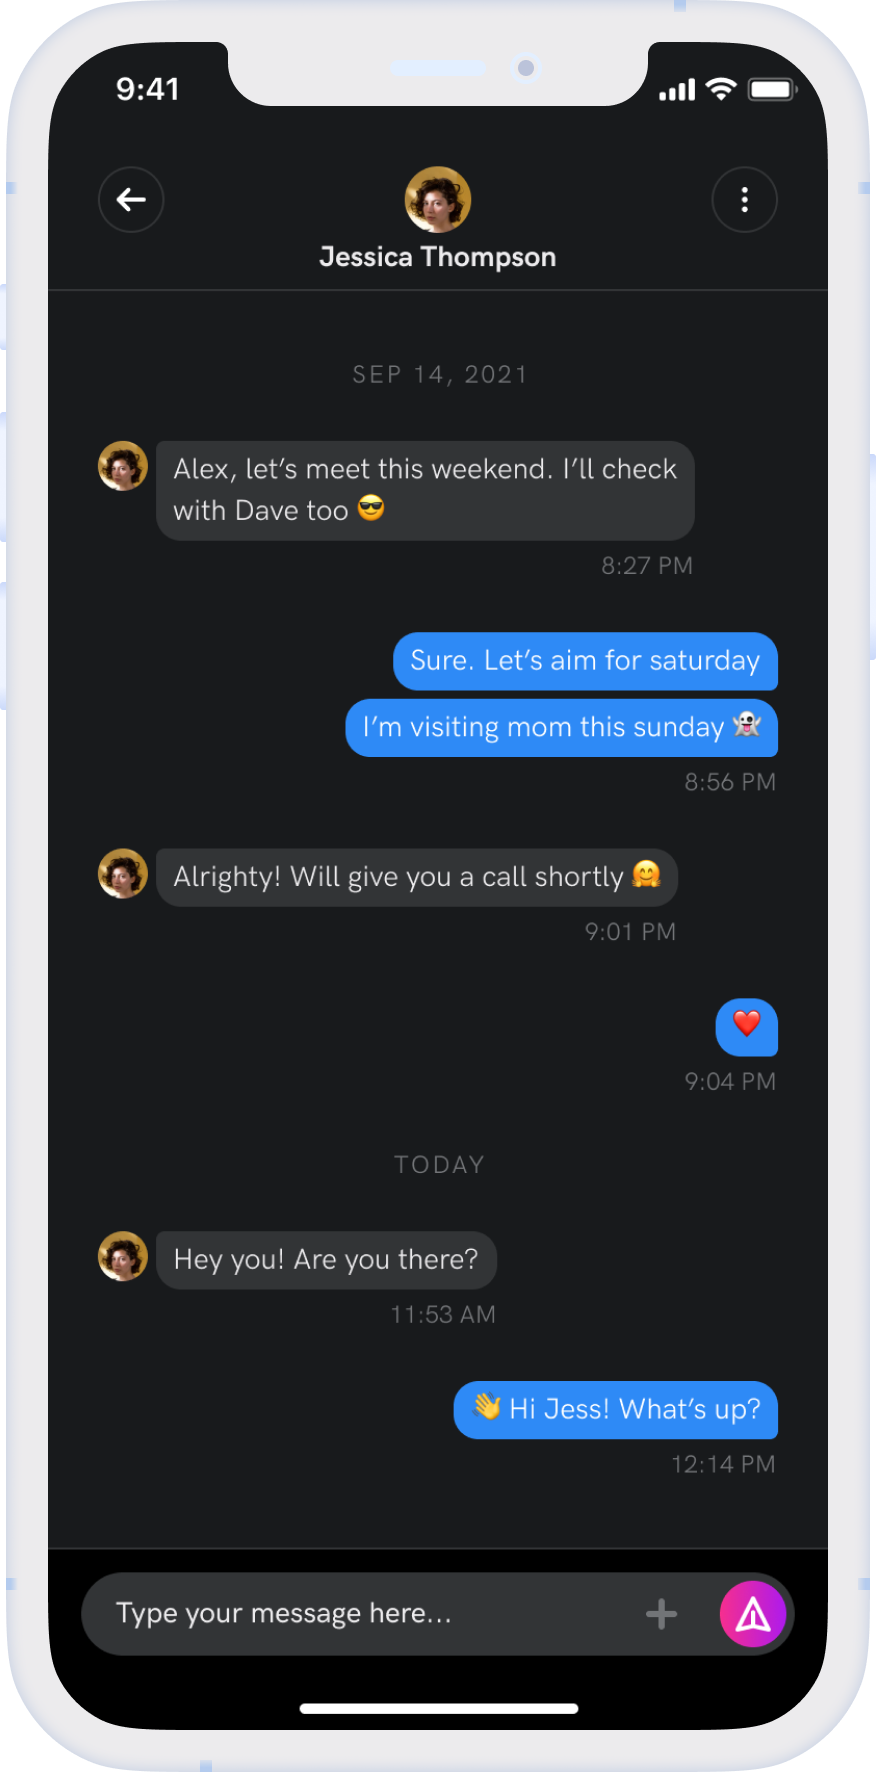 9:41
Jessica Thompson
SEP 14, 2021
Alex, let’s meet this weekend. I’ll check
with Dave too 😎
8:27 PM
Sure. Let’s aim for saturday
I’m visiting mom this sunday 👻
8:56 PM
Alrighty! Will give you a call shortly 🤗
9:01 PM
❤️
9:04 PM
TODAY
Hey you! Are you there?
11:53 AM
👋 Hi Jess! What’s up?
12:14 PM
Type your message here...